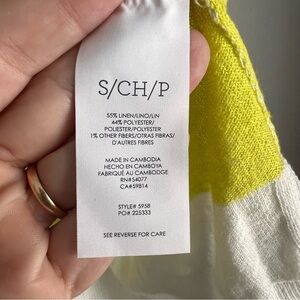 S/CH/P
55% LINEN/LINO/LIN
44% POLYESTER/
POLIESTER/POLYESTER
1% OTHER FIBERS/OTRAS FIBRAS/
D'AUTRES FIBRES
MADE IN CAMBODIA
HECHO EN CAMBOYA
FABRIQUÉ AU CAMBODGE
RN#54077
CA#59814
STYLE# 5958
PO# 225333
SEE REVERSE FOR CARE